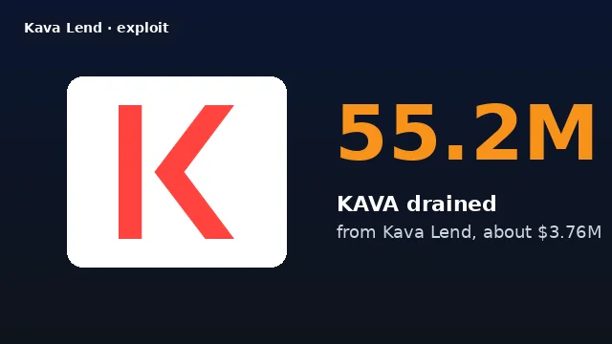 Kava Lend · exploit
55.2M
KAVA drained
from Kava Lend, about $3.76M